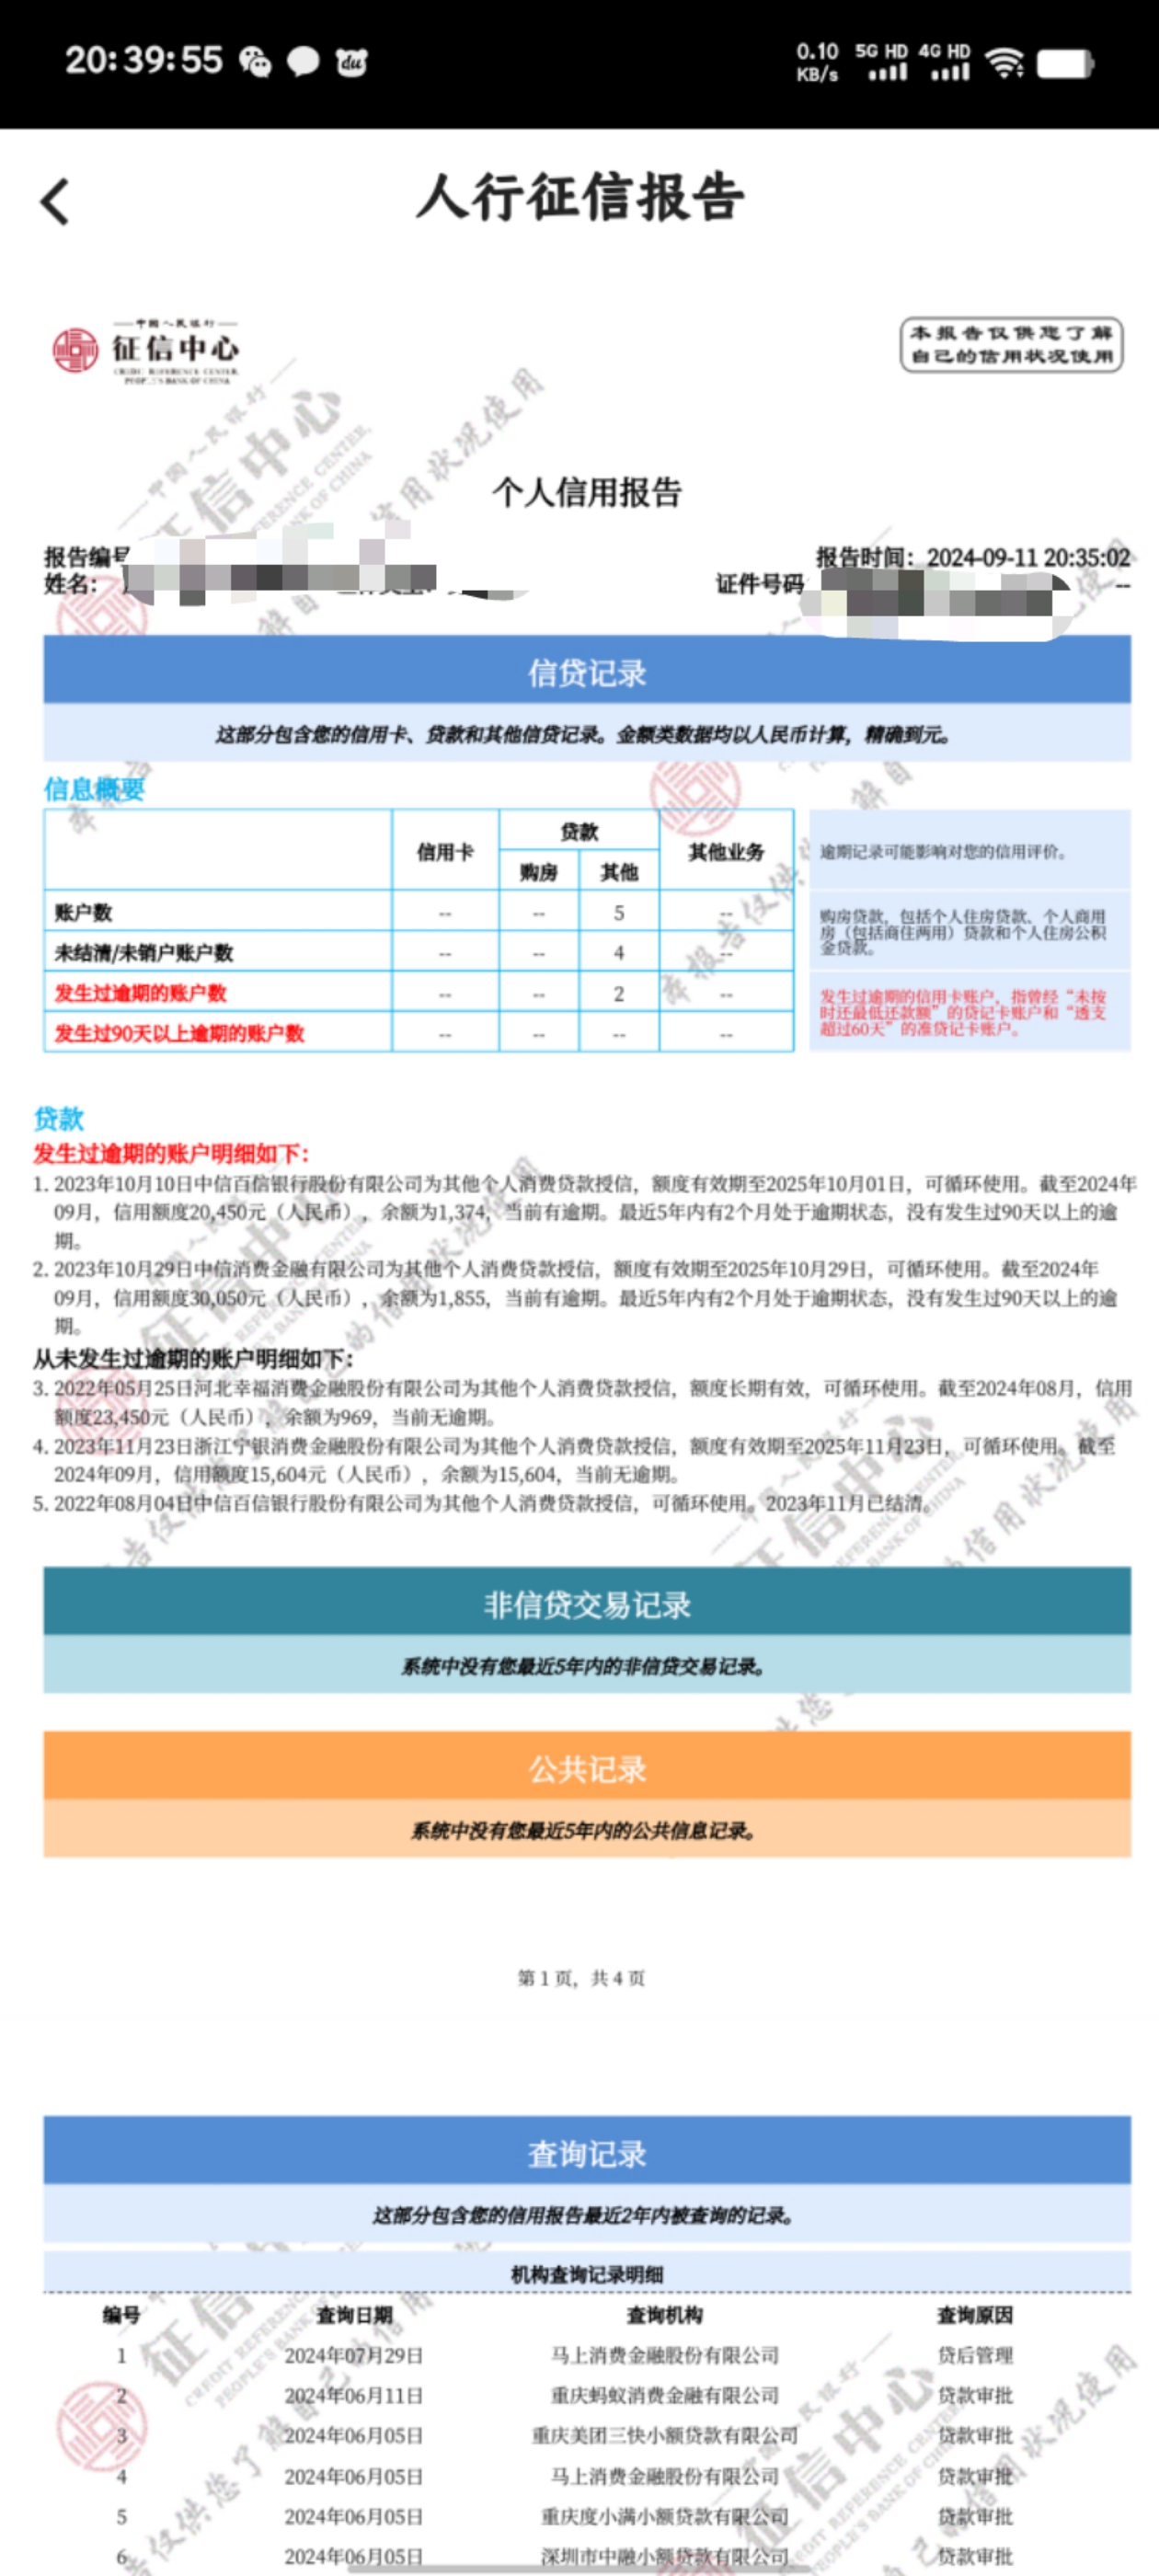 20:39:55
0.10 KB/s 5G HD 4G HD
人行征信报告
中国人民银行
征信中心
CREDIT REFERENCE CENTER,
PEOPLE'S BANK OF CHINA
本报告仅供您了解
自己的信用状况使用
个人信用报告
报告编号
报告时间：2024-09-11 20:35:02
姓名：
证件号码
--
信贷记录
这部分包含您的信用卡、贷款和其他信贷记录。金额类数据均以人民币计算，精确到元。
信息概要
信用卡 贷款 其他业务
购房 其他
账户数 -- -- 5 --
未结清/未销户账户数 -- -- 4 --
发生过逾期的账户数 -- -- 2 --
发生过90天以上逾期的账户数 -- -- -- --
逾期记录可能影响对您的信用评价。
购房贷款，包括个人住房贷款、个人商用
房（包括商住两用）贷款和个人住房公积
金贷款。
发生过逾期的信用卡账户，指曾经“未按
时还最低还款额”的贷记卡账户和“透支
超过60天”的准贷记卡账户。
贷款
发生过逾期的账户明细如下：
1. 2023年10月10日中信百信银行股份有限公司为其他个人消费贷款授信，额度有效期至2025年10月01日，可循环使用。截至2024年
09月，信用额度20,450元（人民币），余额为1,374，当前有逾期。最近5年内有2个月处于逾期状态，没有发生过90天以上的逾
期。
2. 2023年10月29日中信消费金融有限公司为其他个人消费贷款授信，额度有效期至2025年10月29日，可循环使用。截至2024年
09月，信用额度30,050元（人民币），余额为1,855，当前有逾期。最近5年内有2个月处于逾期状态，没有发生过90天以上的逾
期。
从未发生过逾期的账户明细如下：
3. 2022年05月25日河北幸福消费金融股份有限公司为其他个人消费贷款授信，额度长期有效，可循环使用。截至2024年08月，信用
额度23,450元（人民币），余额为969，当前无逾期。
4. 2023年11月23日浙江宁银消费金融股份有限公司为其他个人消费贷款授信，额度有效期至2025年11月23日，可循环使用。截至
2024年09月，信用额度15,604元（人民币），余额为15,604，当前无逾期。
5. 2022年08月04日中信百信银行股份有限公司为其他个人消费贷款授信，可循环使用。2023年11月已结清。
非信贷交易记录
系统中没有您最近5年内的非信贷交易记录。
公共记录
系统中没有您最近5年内的公共信息记录。
第 1 页，共 4 页
查询记录
这部分包含您的信用报告最近2年内被查询的记录。
机构查询记录明细
编号 查询日期 查询机构 查询原因
1 2024年07月29日 马上消费金融股份有限公司 贷后管理
2 2024年06月11日 重庆蚂蚁消费金融有限公司 贷款审批
3 2024年06月05日 重庆美团三快小额贷款有限公司 贷款审批
4 2024年06月05日 马上消费金融股份有限公司 贷款审批
5 2024年06月05日 重庆度小满小额贷款有限公司 贷款审批
6 2024年06月05日 深圳市中融小额贷款有限公司 贷款审批